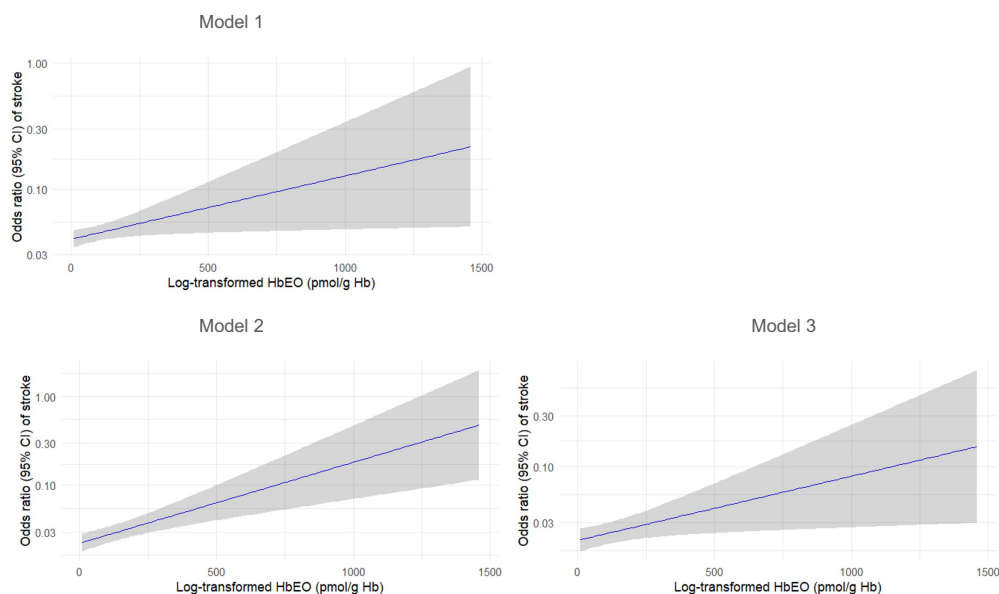 Model 1
Odds ratio (95% CI) of stroke
1.00
0.30
0.10
0.03
0 500 1000 1500
Log-transformed HbEO (pmol/g Hb)
Model 2
Odds ratio (95% CI) of stroke
1.00
0.30
0.10
0.03
0 500 1000 1500
Log-transformed HbEO (pmol/g Hb)
Model 3
Odds ratio (95% CI) of stroke
0.30
0.10
0.03
0 500 1000 1500
Log-transformed HbEO (pmol/g Hb)